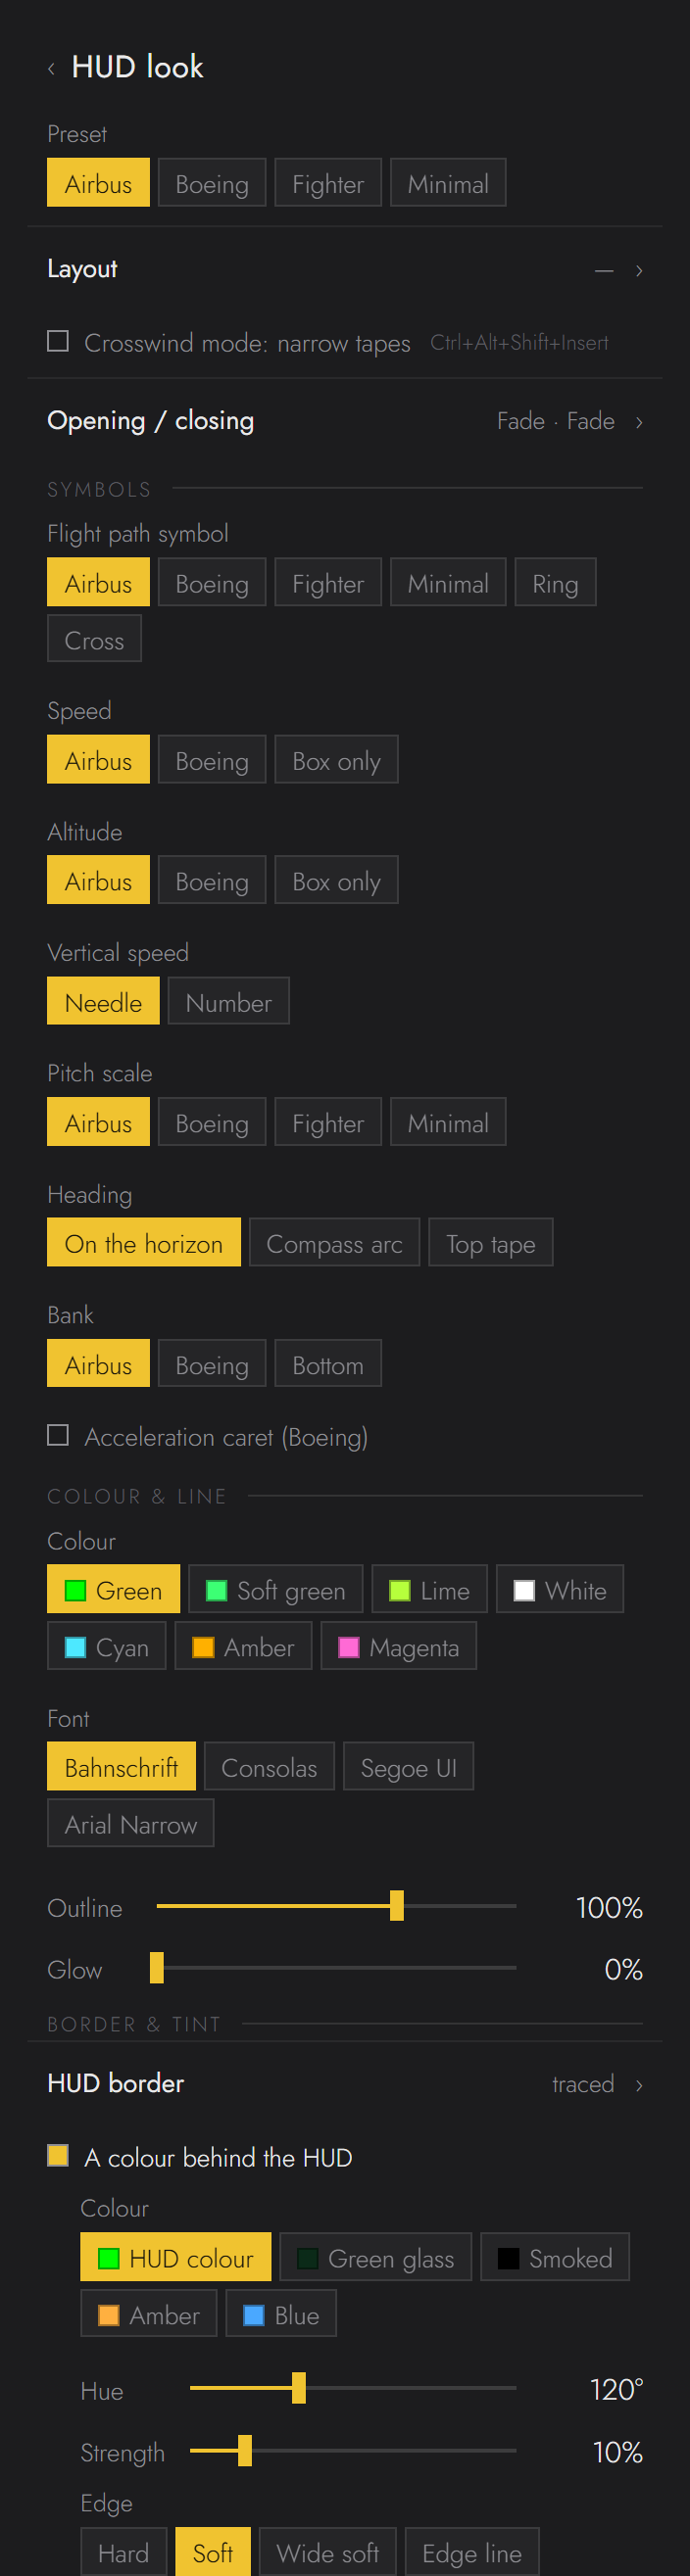 ‹ HUD look
Preset
Airbus Boeing Fighter Minimal
Layout — ›
Crosswind mode: narrow tapes Ctrl+Alt+Shift+Insert
Opening / closing Fade · Fade ›
SYMBOLS
Flight path symbol
Airbus Boeing Fighter Minimal Ring
Cross
Speed
Airbus Boeing Box only
Altitude
Airbus Boeing Box only
Vertical speed
Needle Number
Pitch scale
Airbus Boeing Fighter Minimal
Heading
On the horizon Compass arc Top tape
Bank
Airbus Boeing Bottom
Acceleration caret (Boeing)
COLOUR & LINE
Colour
Green Soft green Lime White
Cyan Amber Magenta
Font
Bahnschrift Consolas Segoe UI
Arial Narrow
Outline 100%
Glow 0%
BORDER & TINT
HUD border traced ›
A colour behind the HUD
Colour
HUD colour Green glass Smoked
Amber Blue
Hue 120°
Strength 10%
Edge
Hard Soft Wide soft Edge line